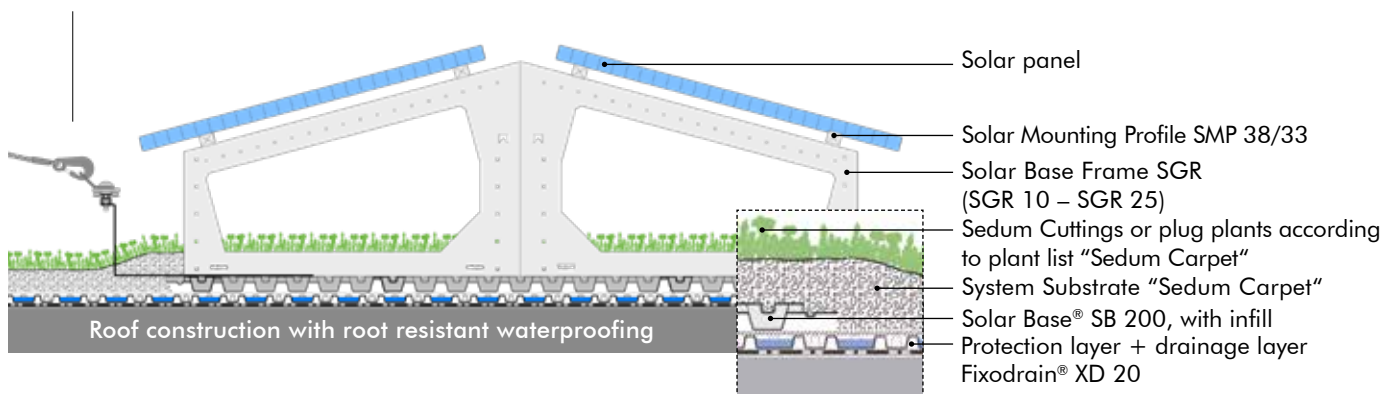 Solar panel
Solar Mounting Profile SMP 38/33
Solar Base Frame SGR
(SGR 10 – SGR 25)
Sedum Cuttings or plug plants according
to plant list “Sedum Carpet“
System Substrate “Sedum Carpet“
Solar Base® SB 200, with infill
Protection layer + drainage layer
Fixodrain® XD 20
Roof construction with root resistant waterproofing